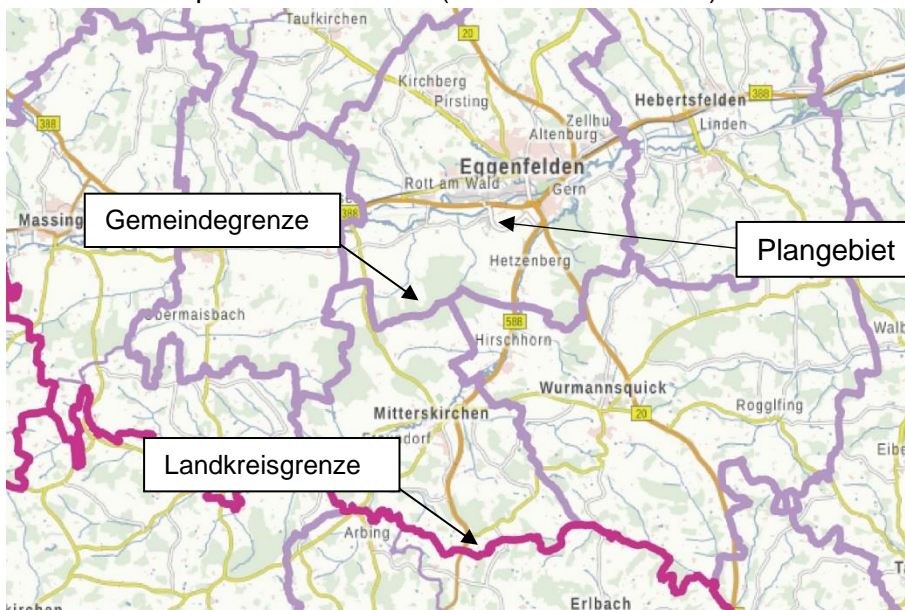 Taufkirchen
20
Kirchberg
Pirsting
Hebertsfelden
388
388
Zellhu
Linden
Altenburg
Eggenfelden
Rott am Wald
Gern
Massing
Gemeindegrenze
388
Plangebiet
Hetzenberg
Obermaisbach
588
Hirschhorn
Walb
Wurmannsquick
Mitterskirchen
20
Rogglfing
Landkreisgrenze
Eibe
Arbing
Erlbach
kirchen